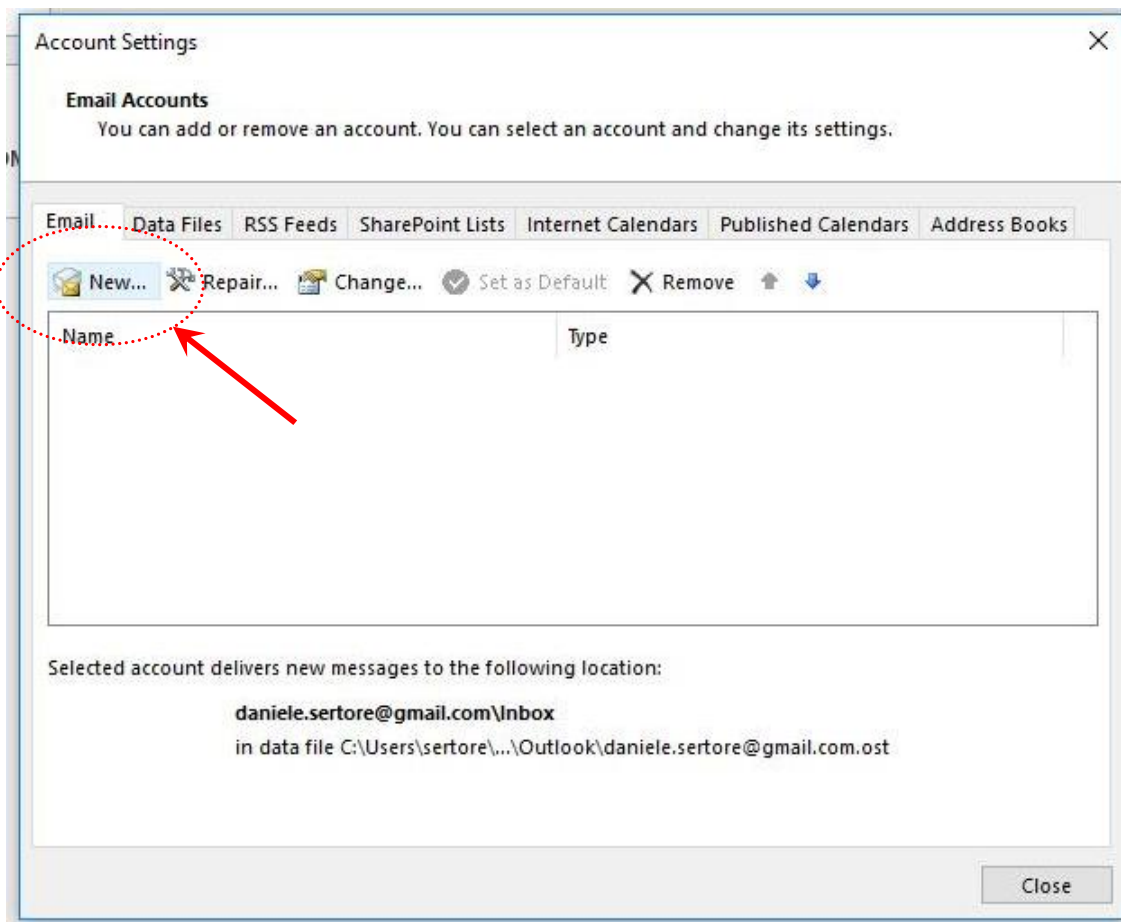 Account Settings
Email Accounts
You can add or remove an account. You can select an account and change its settings.
Email Data Files RSS Feeds SharePoint Lists Internet Calendars Published Calendars Address Books
New... Repair... Change... Set as Default Remove
Name Type
Selected account delivers new messages to the following location:
daniele.sertore@gmail.com\Inbox
in data file C:\Users\sertore\...\Outlook\daniele.sertore@gmail.com.ost
Close